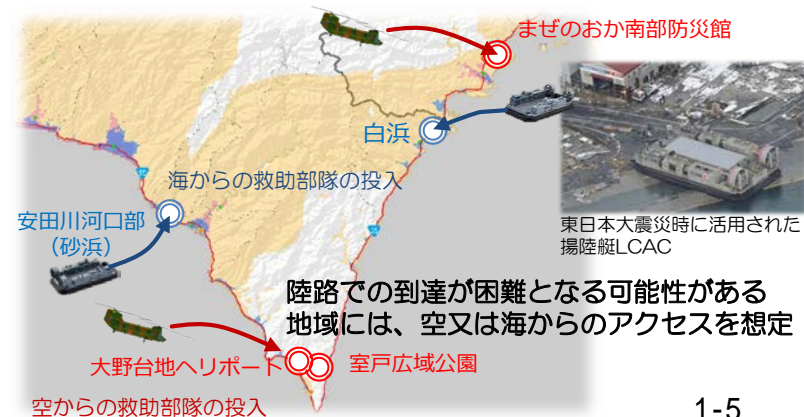 まぜのおか南部防災館
白浜
海からの救助部隊の投入
安田川河口部
（砂浜）
東日本大震災時に活用された
揚陸艇LCAC
陸路での到達が困難となる可能性がある
地域には、空又は海からのアクセスを想定
大野台地ヘリポート
室戸広域公園
空からの救助部隊の投入
1-5